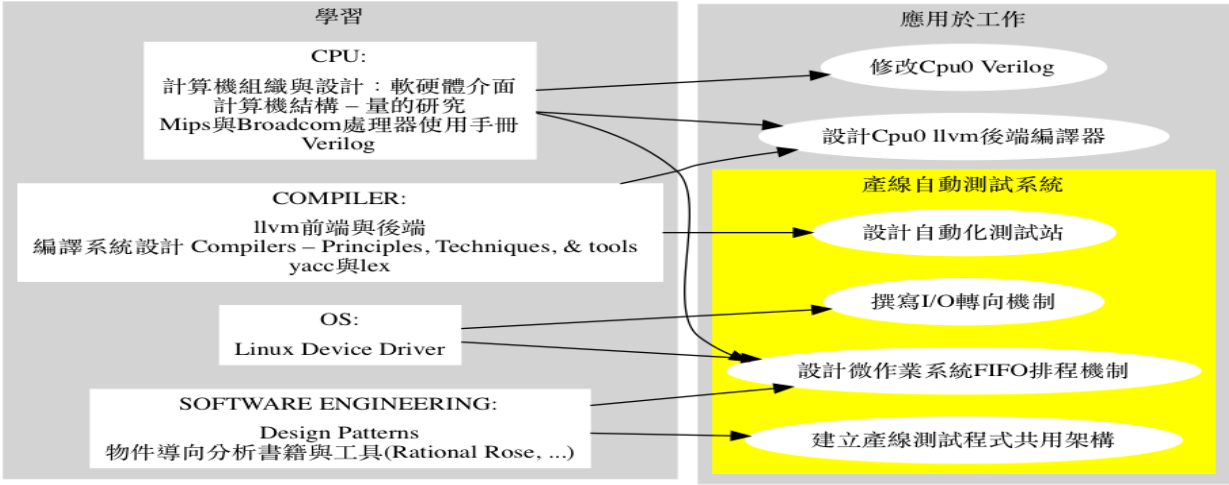 學習
CPU:
計算機組織與設計：軟硬體介面
計算機結構 – 量的研究
Mips與Broadcom處理器使用手冊
Verilog
COMPILER:
llvm前端與後端
編譯系統設計 Compilers – Principles, Techniques, & tools
yacc與lex
OS:
Linux Device Driver
SOFTWARE ENGINEERING:
Design Patterns
物件導向分析書籍與工具(Rational Rose, ...)
應用於工作
修改Cpu0 Verilog
設計Cpu0 llvm後端編譯器
產線自動測試系統
設計自動化測試站
撰寫I/O轉向機制
設計微作業系統FIFO排程機制
建立產線測試程式共用架構